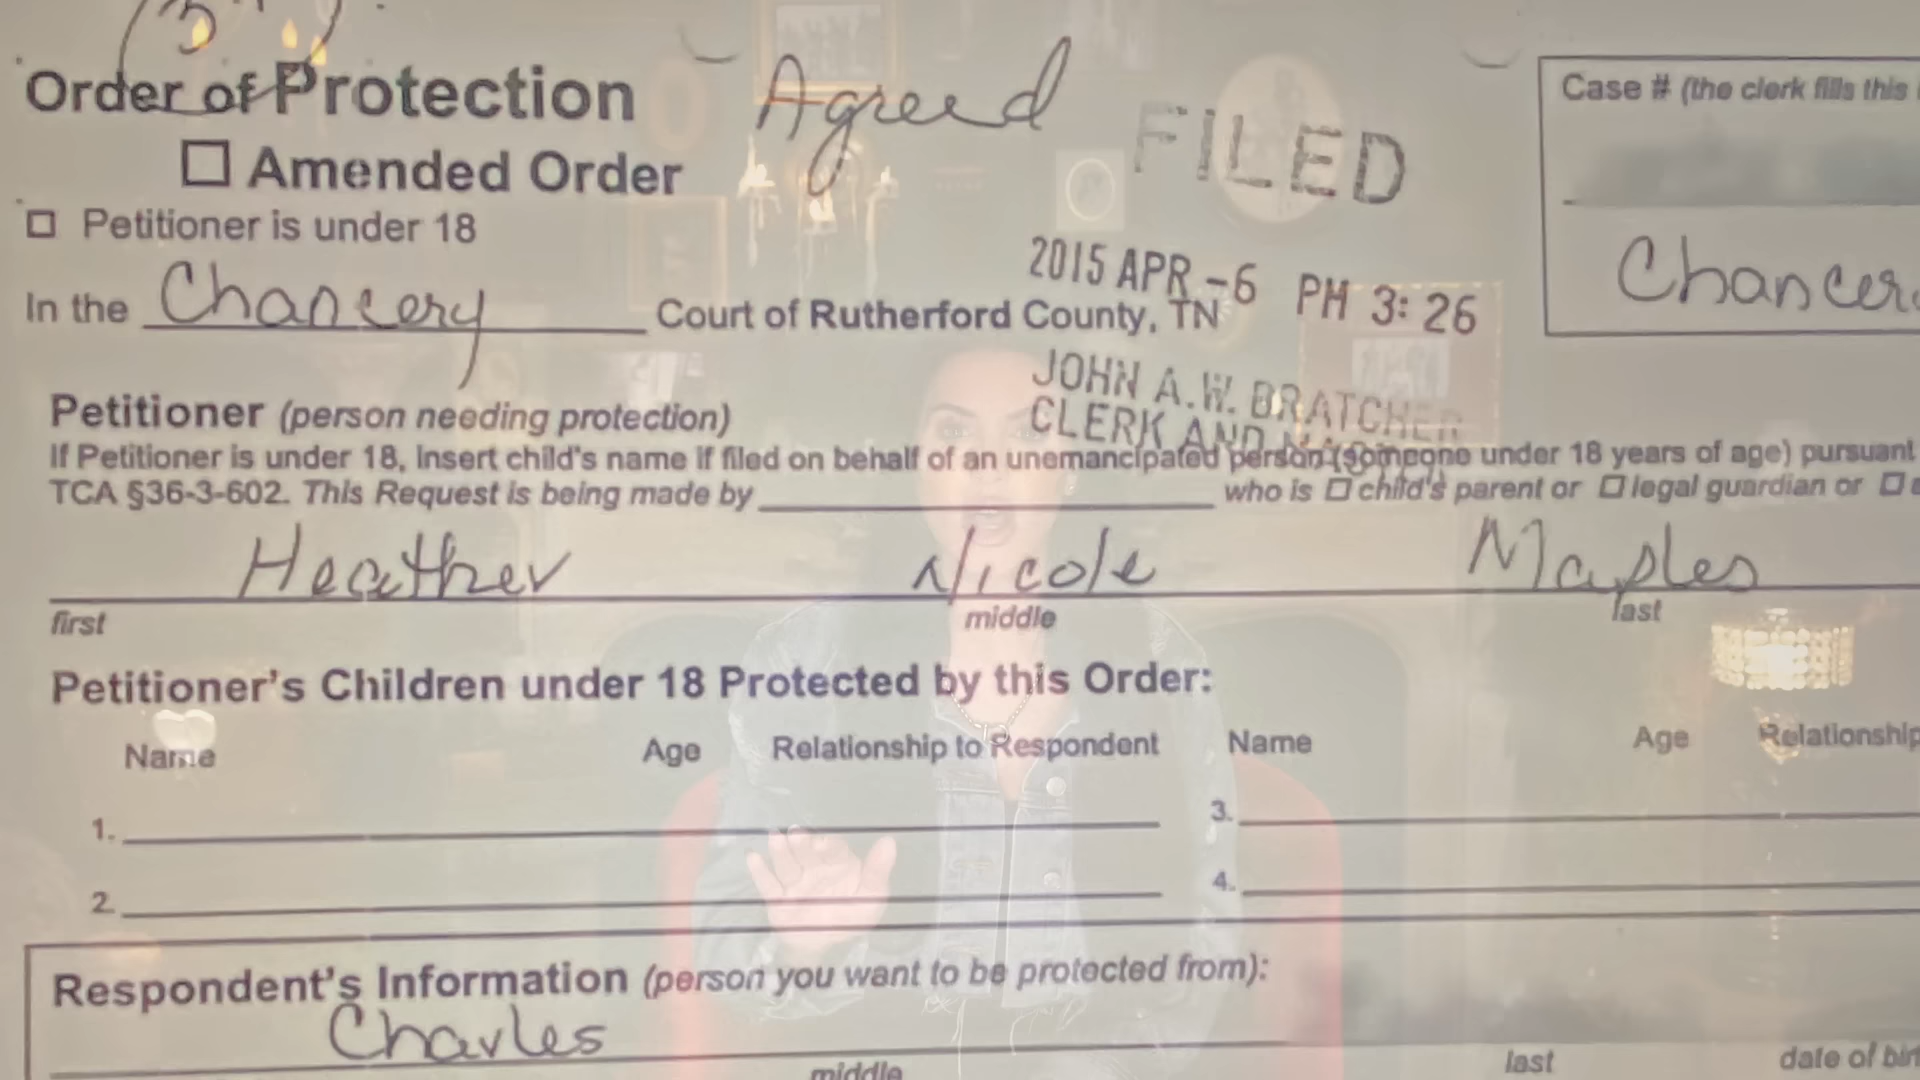 Order of Protection Agreed
☐ Amended Order
FILED
Case # (the clerk fills this
☐ Petitioner is under 18
2015 APR -6 PM 3:26
Chancer
In the Chancery Court of Rutherford County, TN
JOHN A.W. BRATCHER
CLERK AND
Petitioner (person needing protection)
If Petitioner is under 18, insert child's name if filed on behalf of an unemancipated person (someone under 18 years of age) pursuant
TCA §36-3-602. This Request is being made by who is ☐ child's parent or ☐ legal guardian or ☐
Heather Nicole Maples
first middle last
Petitioner's Children under 18 Protected by this Order:
Name Age Relationship to Respondent Name Age Relationship
1. 3.
2. 4.
Respondent's Information (person you want to be protected from):
Charles
middle last date of